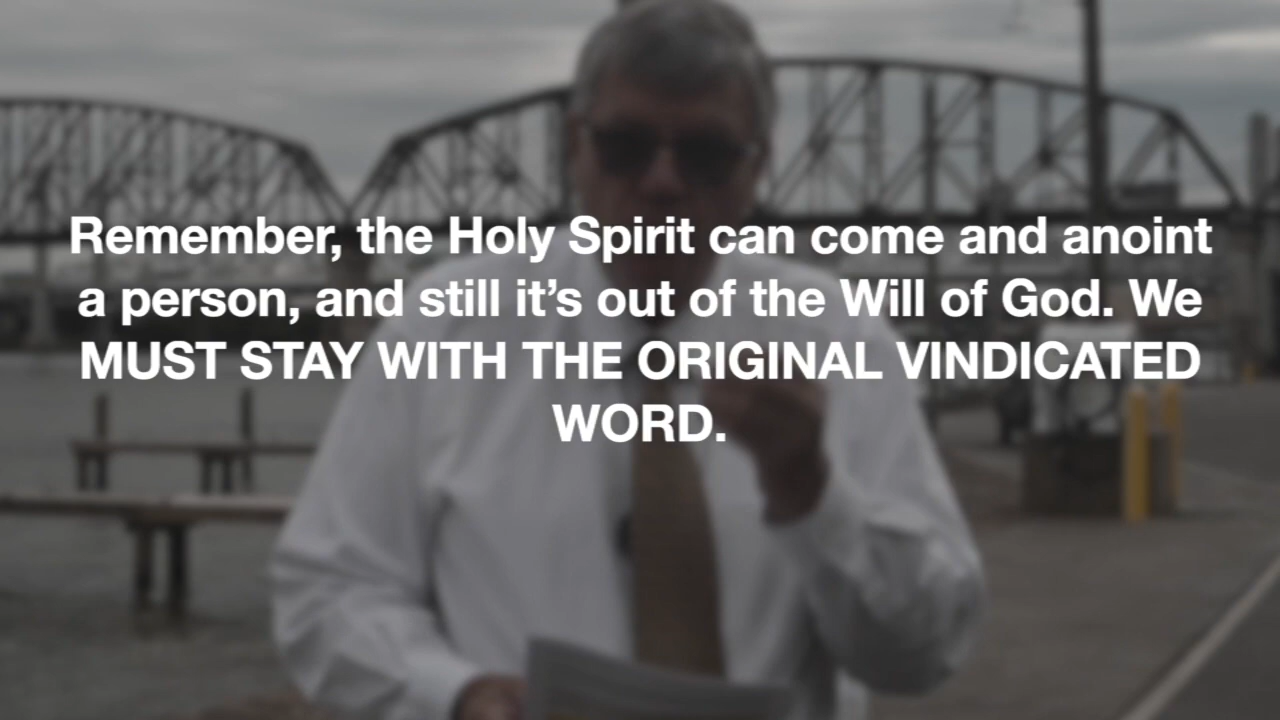 Remember, the Holy Spirit can come and anoint
a person, and still it’s out of the Will of God. We
MUST STAY WITH THE ORIGINAL VINDICATED
WORD.